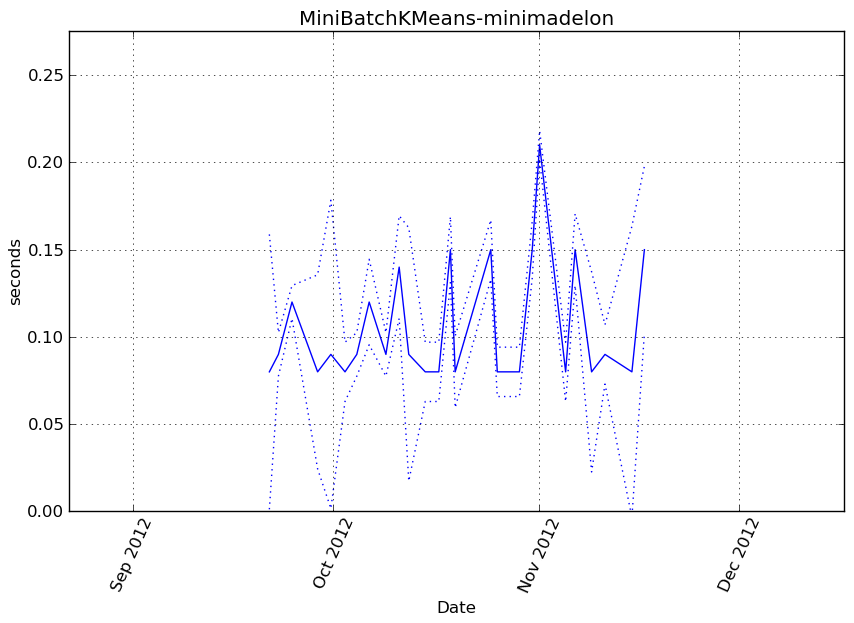 MiniBatchKMeans-minimadelon
0.25
0.20
0.15
0.10
0.05
0.00
seconds
Sep 2012
Oct 2012
Nov 2012
Dec 2012
Date